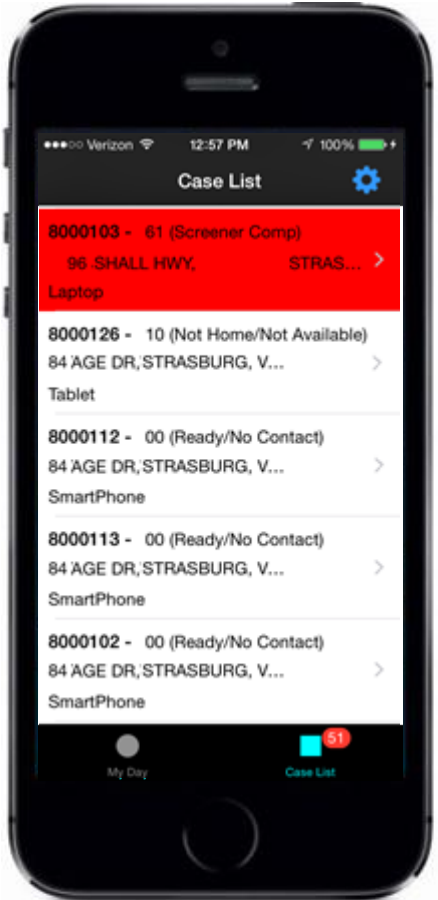 Verizon 12:57 PM 100%
Case List
8000103 - 61 (Screener Comp)
96 SHALL HWY, STRAS...
Laptop
8000126 - 10 (Not Home/Not Available)
84 AGE DR, STRASBURG, V...
Tablet
8000112 - 00 (Ready/No Contact)
84 AGE DR, STRASBURG, V...
SmartPhone
8000113 - 00 (Ready/No Contact)
84 AGE DR, STRASBURG, V...
SmartPhone
8000102 - 00 (Ready/No Contact)
84 AGE DR, STRASBURG, V...
SmartPhone
51
My Day Case List